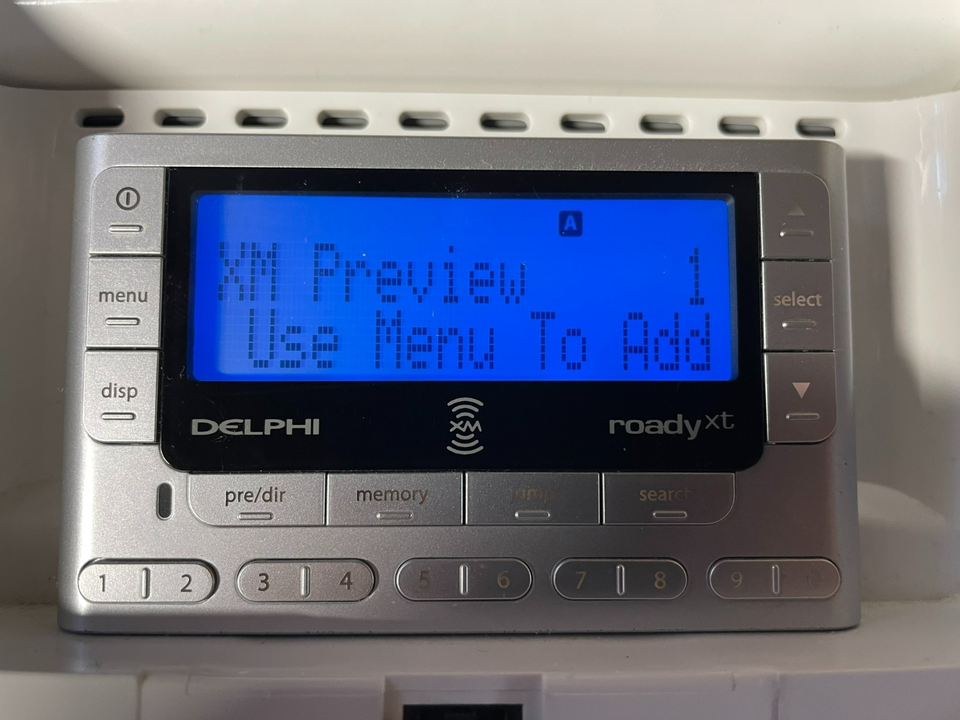 A
XM Preview 1
Use Menu To Add
menu
select
disp
DELPHI XM roady xt
pre/dir memory jump search
1 2 3 4 5 6 7 8 9